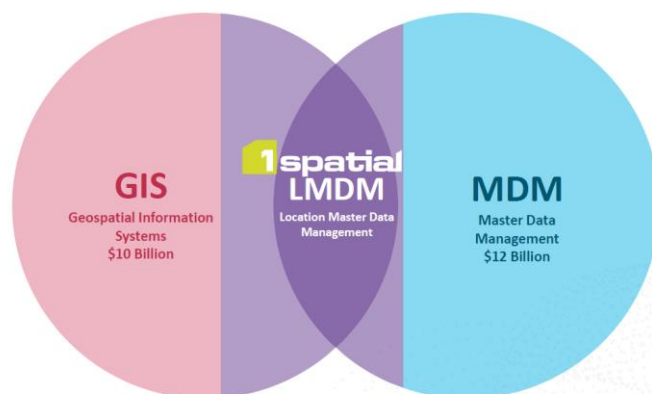 GIS
Geospatial Information
Systems
$10 Billion
1spatial
LMDM
Location Master Data
Management
MDM
Master Data
Management
$12 Billion